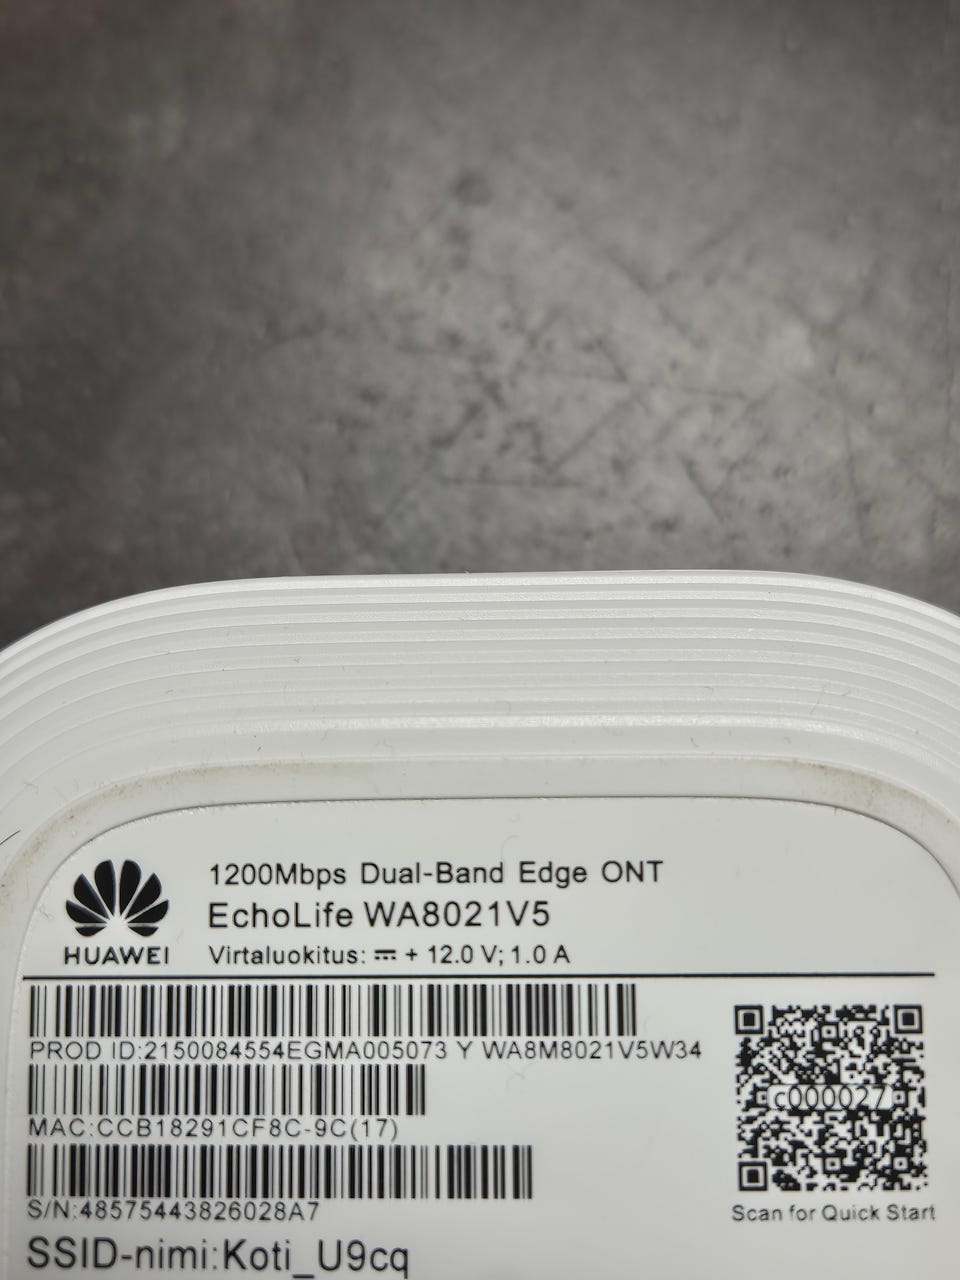 1200Mbps Dual-Band Edge ONT
EchoLife WA8021V5
HUAWEI
Virtaluokitus: ⎓ + 12.0 V; 1.0 A
PROD ID:2150084554EGMA005073 Y WA8M8021V5W34
c000027
MAC:CCB18291CF8C-9C(17)
S/N:48575443826028A7
Scan for Quick Start
SSID-nimi:Koti_U9cq